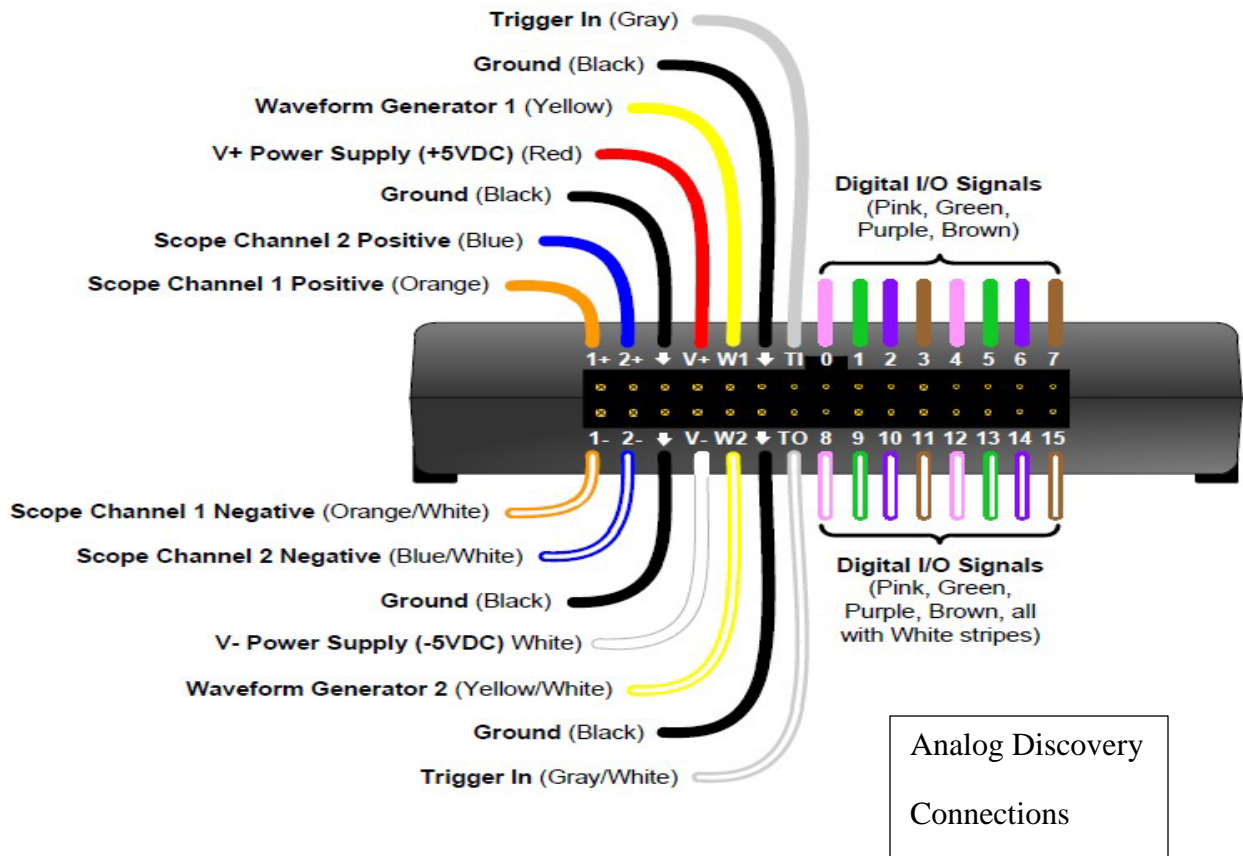 Trigger In (Gray)
Ground (Black)
Waveform Generator 1 (Yellow)
V+ Power Supply (+5VDC) (Red)
Ground (Black)
Scope Channel 2 Positive (Blue)
Scope Channel 1 Positive (Orange)
Digital I/O Signals
(Pink, Green,
Purple, Brown)
1+ 2+ V+ W1 TI 0 1 2 3 4 5 6 7
1- 2- V- W2 TO 8 9 10 11 12 13 14 15
Scope Channel 1 Negative (Orange/White)
Scope Channel 2 Negative (Blue/White)
Ground (Black)
V- Power Supply (-5VDC) White)
Waveform Generator 2 (Yellow/White)
Ground (Black)
Trigger In (Gray/White)
Digital I/O Signals
(Pink, Green,
Purple, Brown, all
with White stripes)
Analog Discovery
Connections